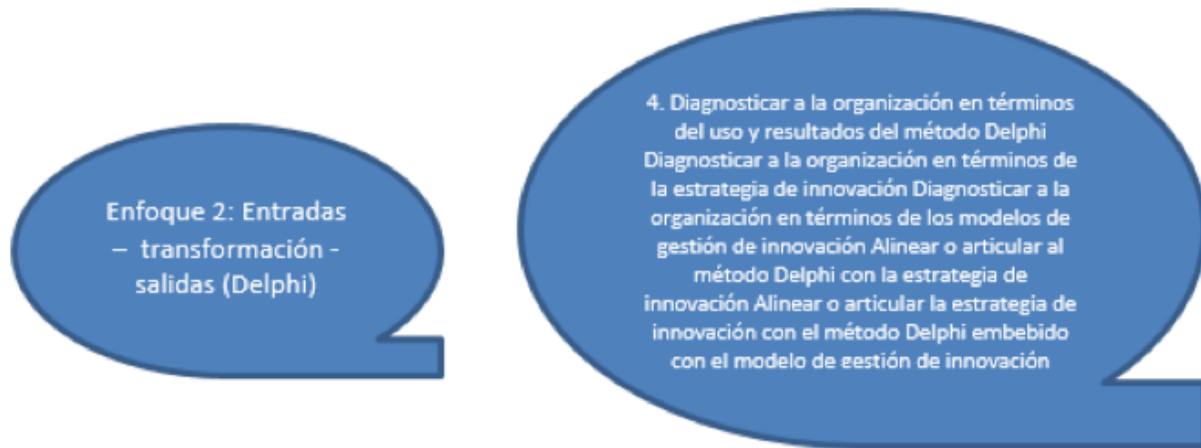 Enfoque 2: Entradas
– transformación -
salidas (Delphi)
4. Diagnosticar a la organización en términos
del uso y resultados del método Delphi
Diagnosticar a la organización en términos de
la estrategia de innovación Diagnosticar a la
organización en términos de los modelos de
gestión de innovación Alinear o articular al
método Delphi con la estrategia de
innovación Alinear o articular la estrategia de
innovación con el método Delphi embebido
con el modelo de gestión de innovación